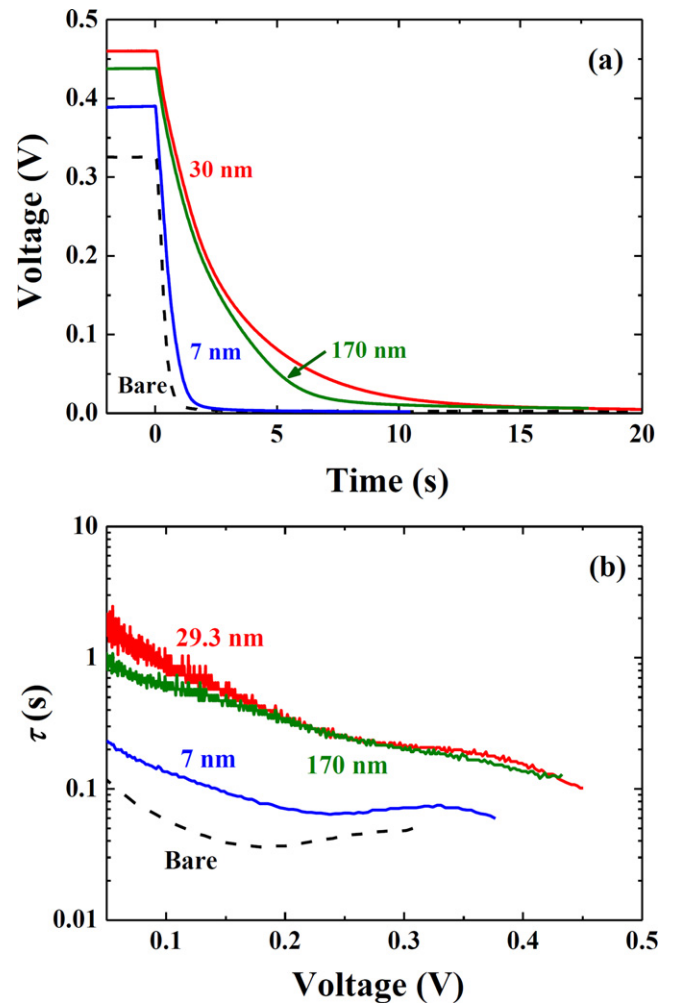 0.5
(a)
0.4
30 nm
0.3
Voltage (V)
0.2
170 nm
0.1
7 nm
Bare
0.0
0 5 10 15 20
Time (s)
10
(b)
29.3 nm
1
τ (s)
7 nm
170 nm
0.1
Bare
0.01
0.1 0.2 0.3 0.4 0.5
Voltage (V)